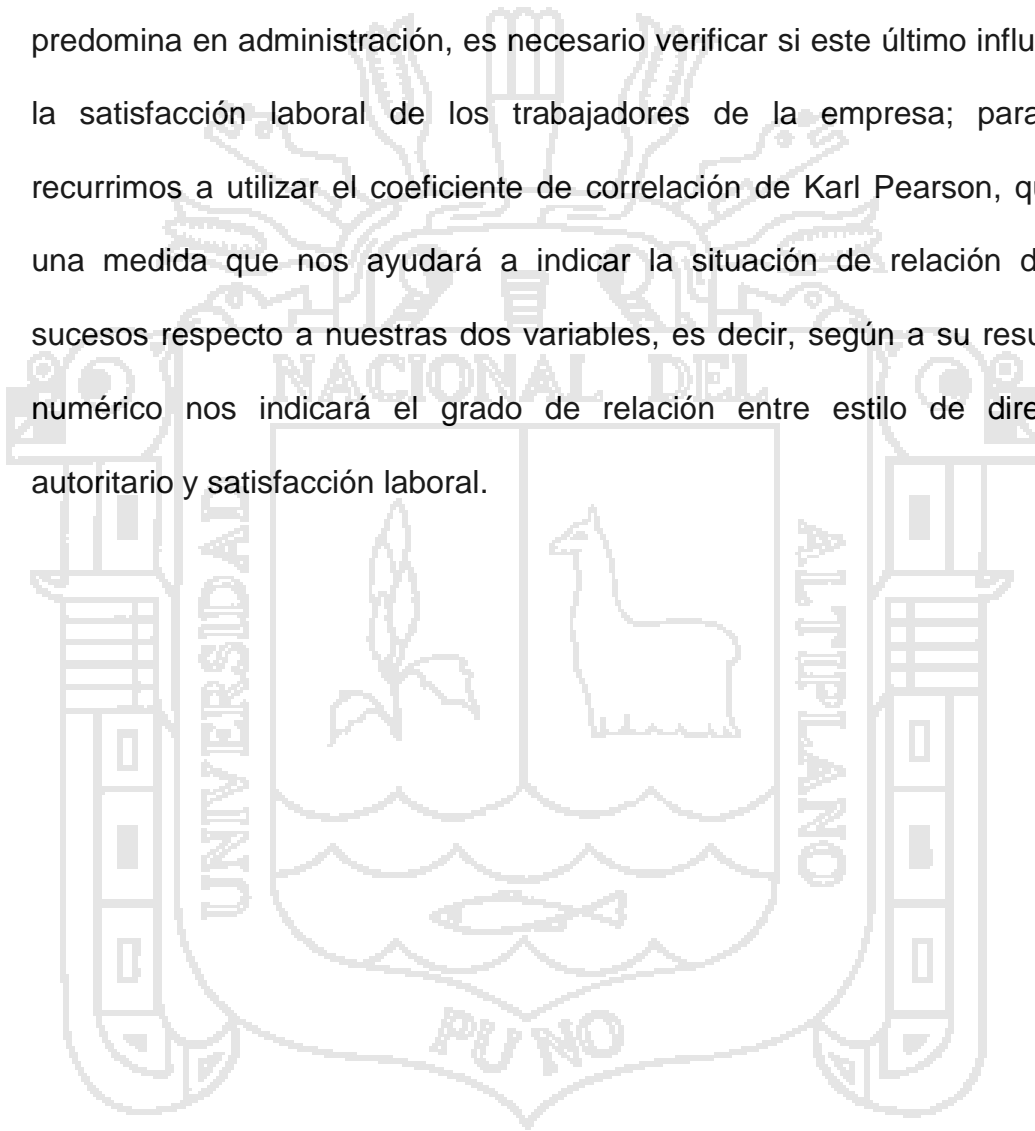 predomina en administración, es necesario verificar si este último influ
la satisfacción laboral de los trabajadores de la empresa; para
recurrimos a utilizar el coeficiente de correlación de Karl Pearson, q
una medida que nos ayudará a indicar la situación de relación d
sucesos respecto a nuestras dos variables, es decir, según a su resu
numérico nos indicará el grado de relación entre estilo de dire
autoritario y satisfacción laboral.
NACIONAL DEL
UNIVERSIDAD
ALTIPLANO
PUNO